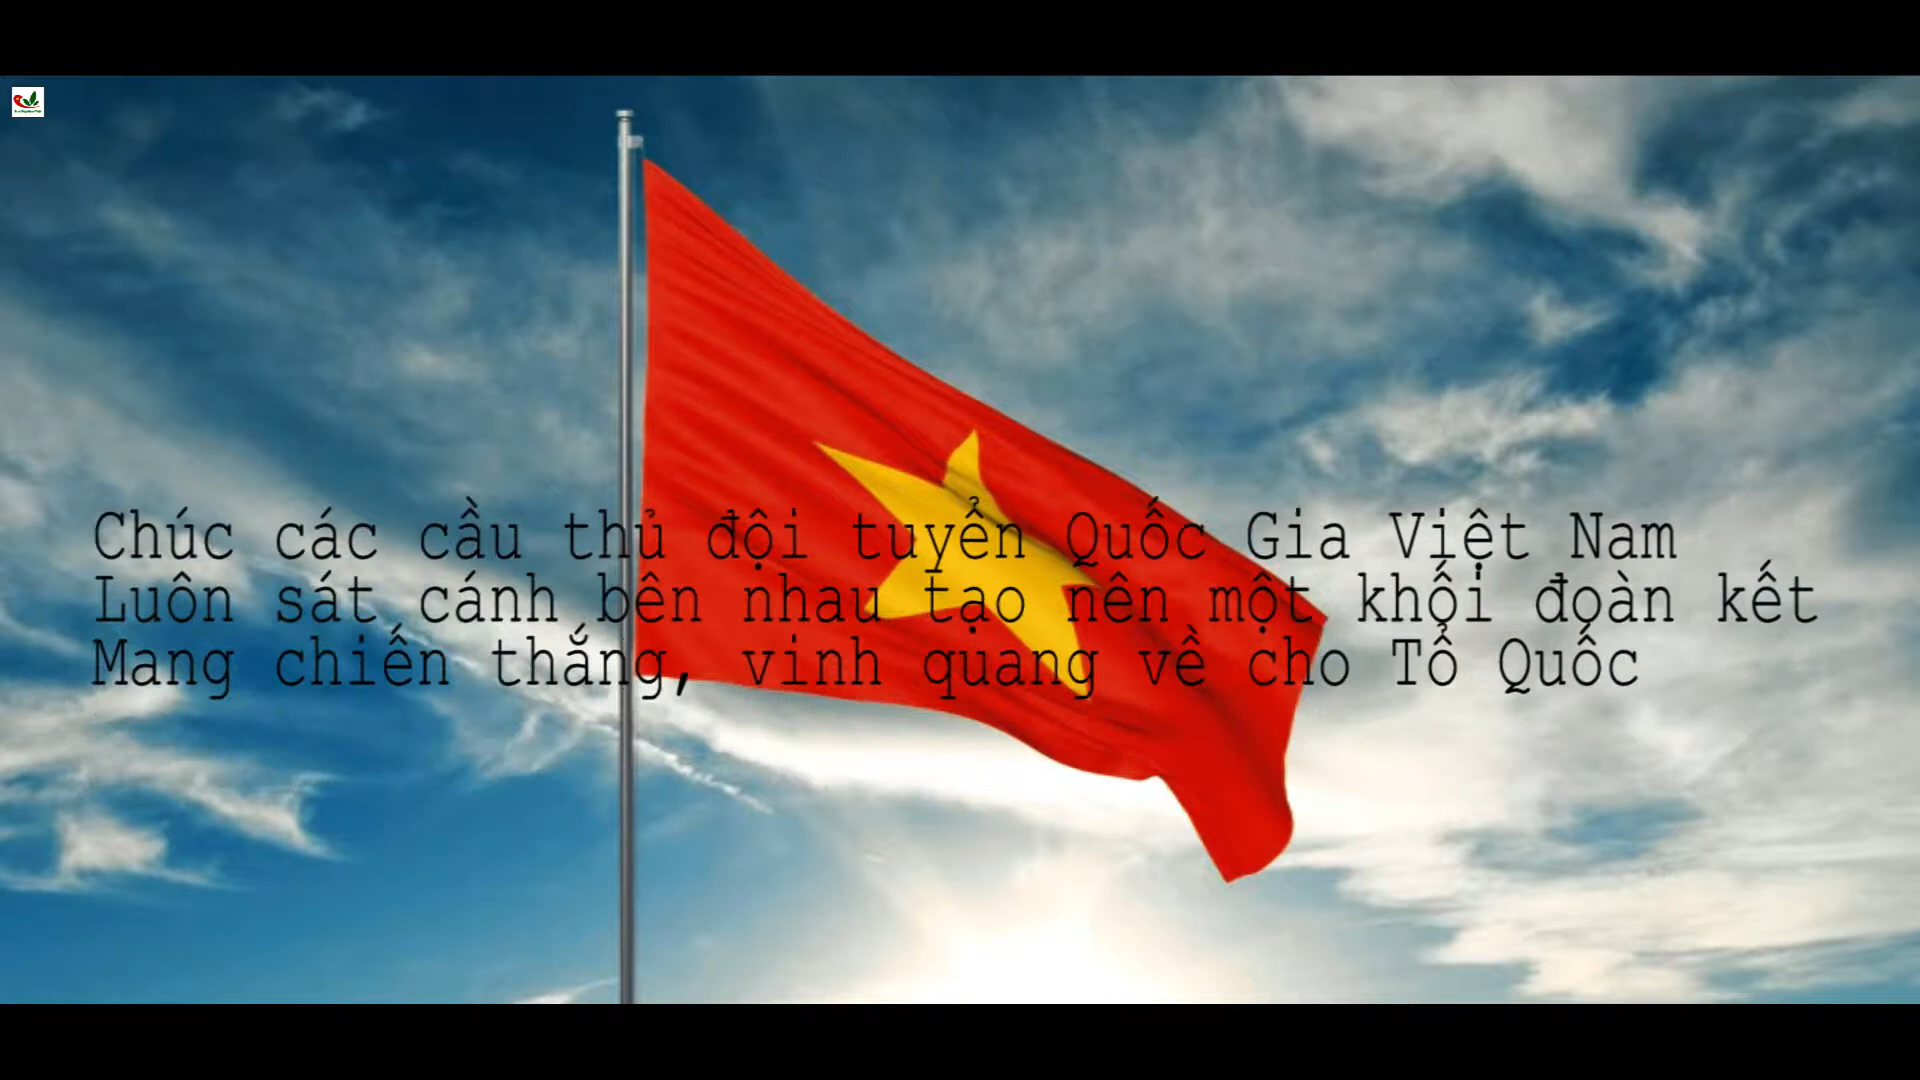 Chúc các cầu thủ đội tuyển Quốc Gia Việt Nam
Luôn sát cánh bên nhau tạo nên một khối đoàn kết
Mang chiến thắng, vinh quang về cho Tổ Quốc